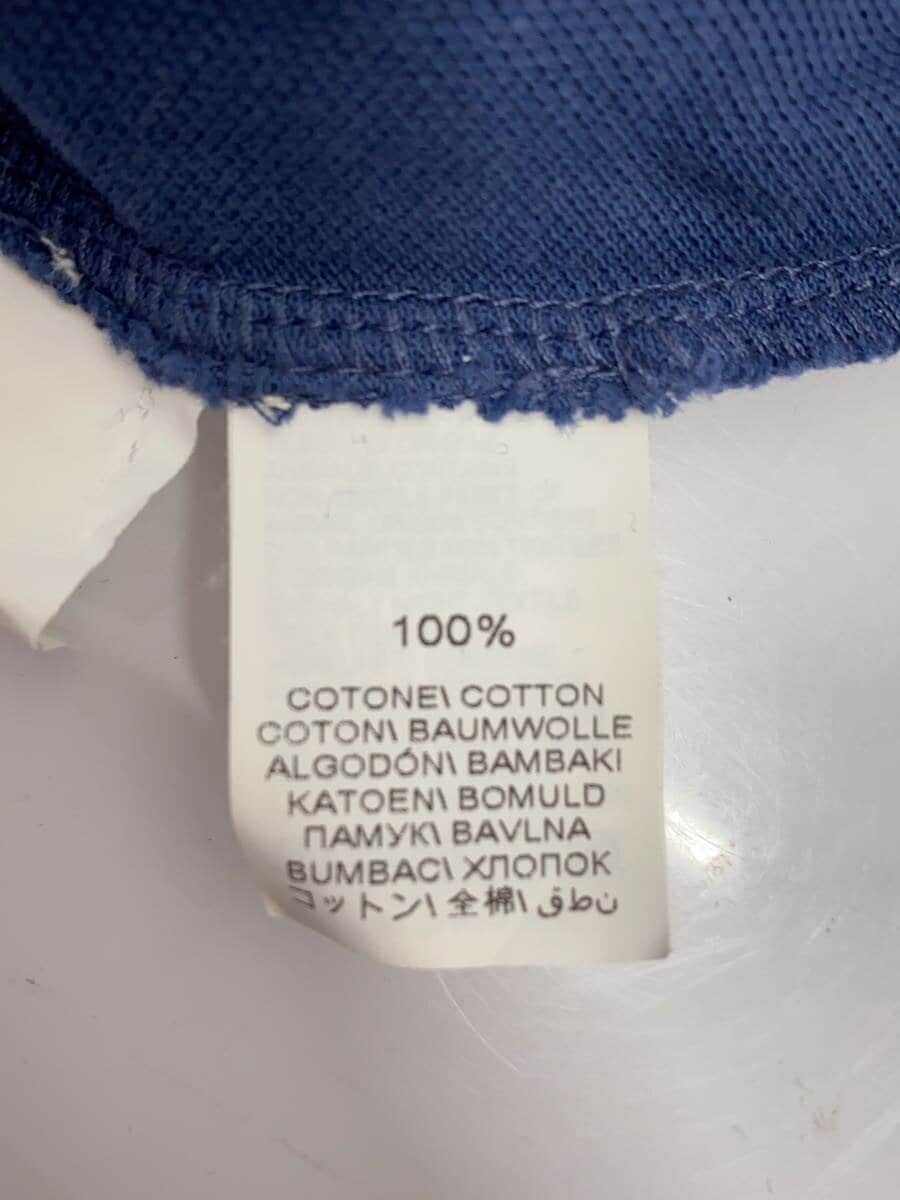 100%
COTONE\ COTTON
COTON\ BAUMWOLLE
ALGODÓN\ BAMBAKI
KATOEN\ BOMULD
ПАМУК\ BAVLNA
BUMBAC\ ХЛОПОК
コットン\ 全棉\ ن‌ط‌ق